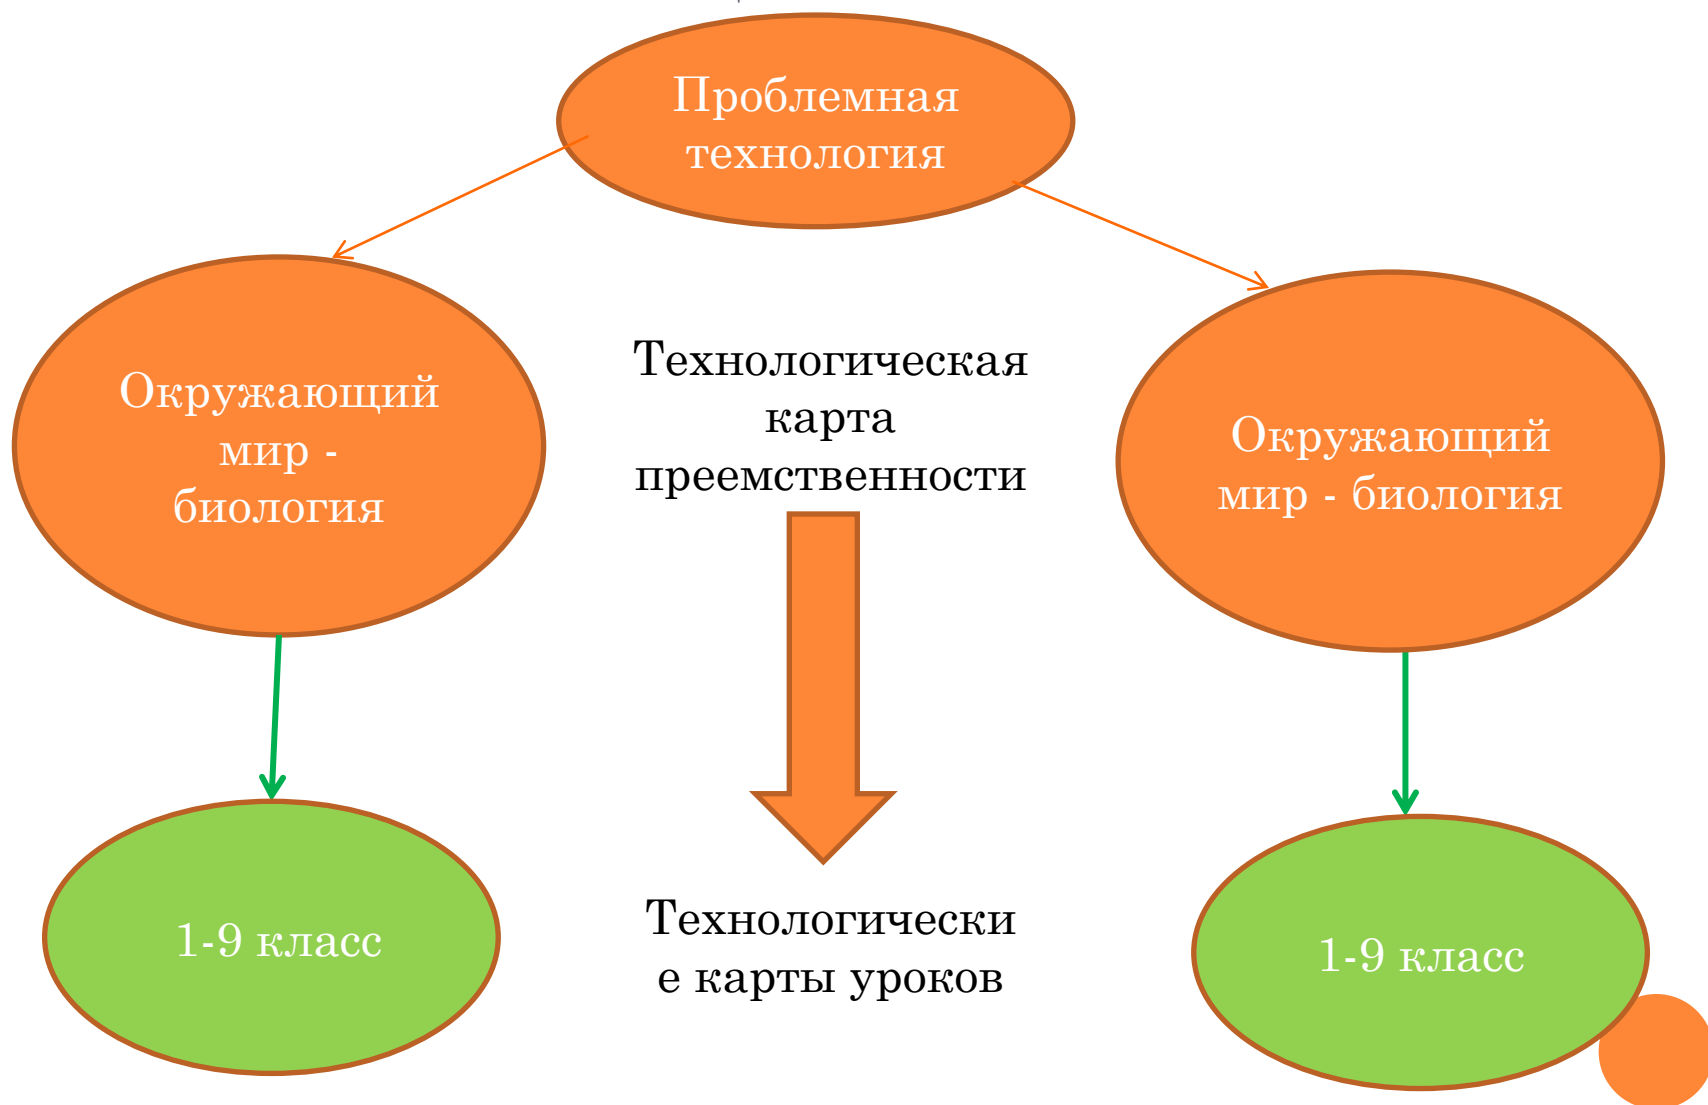 Проблемная
технология
Окружающий
мир -
биология
Технологическая
карта
преемственности
Окружающий
мир - биология
1-9 класс
Технологически
е карты уроков
1-9 класс